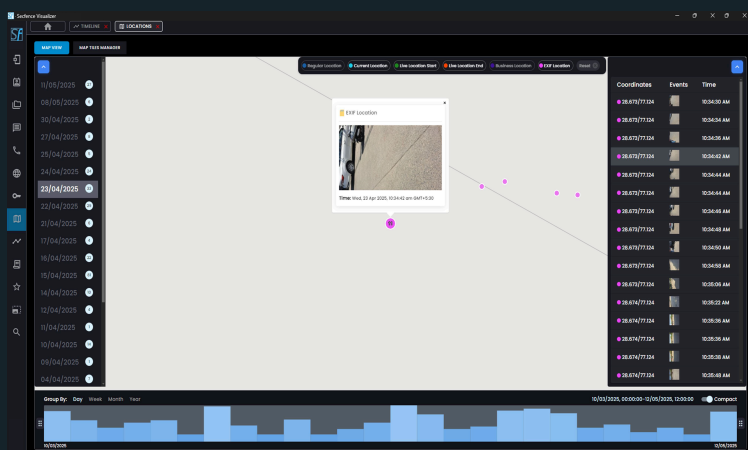 Secfence Visualizer
SF
TIMELINE
LOCATIONS
MAP VIEW
MAP TILES MANAGER
Regular Location
Current Location
Live Location Start
Live Location End
Business Location
EXIF Location
Reset
11/05/2025
06/05/2025
30/04/2025
27/04/2025
25/04/2025
24/04/2025
23/04/2025
22/04/2025
21/04/2025
17/04/2025
16/04/2025
15/04/2025
14/04/2025
12/04/2025
11/04/2025
10/04/2025
09/04/2025
04/04/2025
EXIF Location
Time: Wed, 23 Apr 2025, 10:34:42 am GMT+5:30
Coordinates Events Time
28.672/77.124 10:34:30 AM
28.672/77.124 10:34:34 AM
28.672/77.124 10:34:36 AM
28.672/77.124 10:34:42 AM
28.673/77.124 10:34:44 AM
28.673/77.124 10:34:44 AM
28.673/77.124 10:34:46 AM
28.673/77.124 10:34:48 AM
28.673/77.124 10:34:50 AM
28.673/77.124 10:34:58 AM
28.673/77.124 10:35:06 AM
28.674/77.124 10:35:22 AM
28.674/77.124 10:35:36 AM
28.674/77.124 10:35:36 AM
28.674/77.124 10:35:38 AM
28.674/77.124 10:35:48 AM
Group By: Day Week Month Year
10/03/2025, 00:00:00-12/05/2025, 12:00:00
Compact
10/03/2025
12/05/2025